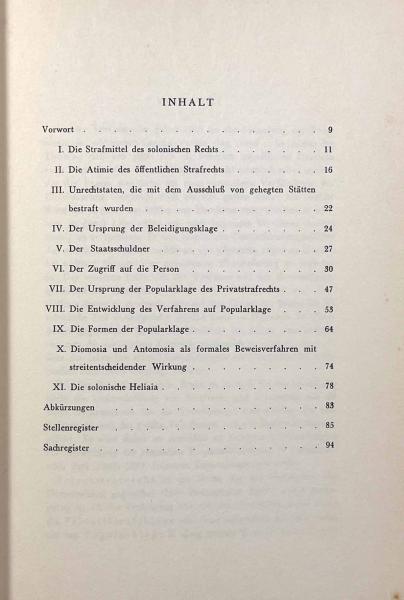 INHALT
Vorwort . . . . . . . . . . . . . . . . 9
I. Die Strafmittel des solonischen Rechts . . . . . . . 11
II. Die Atimie des öffentlichen Strafrechts . . . . . . 16
III. Unrechtstaten, die mit dem Ausschluß von gehegten Stätten
bestraft wurden . . . . . . . . . . . . 22
IV. Der Ursprung der Beleidigungsklage . . . . . . . 24
V. Der Staatsschuldner . . . . . . . . . . . 27
VI. Der Zugriff auf die Person . . . . . . . . . 30
VII. Der Ursprung der Popularklage des Privatstrafrechts . . . 47
VIII. Die Entwicklung des Verfahrens auf Popularklage . . . 53
IX. Die Formen der Popularklage . . . . . . . . . 64
X. Diomosia und Antomosia als formales Beweisverfahren mit
streitentscheidender Wirkung . . . . . . . . 74
XI. Die solonische Heliaia . . . . . . . . . . 78
Abkürzungen . . . . . . . . . . . . . . 83
Stellenregister . . . . . . . . . . . . . . 85
Sachregister . . . . . . . . . . . . . . 94